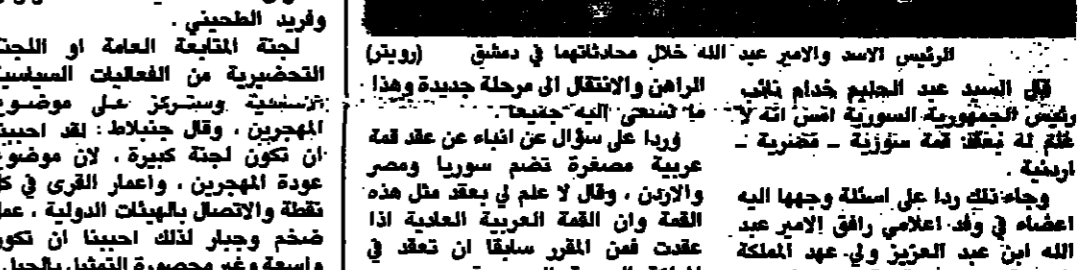 الرئيس الاسد والامير عبد الله خلال محادثاتهما في دمشق (رويتر)
قال السيد عبد الحليم خدام نائب
رئيس الجمهورية السورية امس انه لا
علم له بعقد قمة سورية ـ مصرية ـ
اردنية .
وجاء ذلك ردا على اسئلة وجهها اليه
اعضاء في وفد اعلامي رافق الامير عبد
الله ابن عبد العزيز ولي عهد المملكة
الراهن والانتقال الى مرحلة جديدة وهذا
ما نسعى اليه جميعا .
وردا على سؤال عن انباء عن عقد قمة
عربية مصغرة تضم سوريا ومصر
والاردن ، وقال لا علم لي بعقد مثل هذه
القمة وان القمة العربية العادية اذا
عقدت فمن المقرر سابقا ان تعقد في
وفريد الطحيني .
لجنة المتابعة العامة او اللجنة
التحضيرية من الفعاليات السياسية
وستركز على موضوع
المهجرين ، وقال جنبلاط : لقد احببنا
ان تكون لجنة كبيرة ، لان موضوع
عودة المهجرين ، واعمار القرى في كل
نقطة والاتصال بالهيئات الدولية ، عمل
ضخم وجبار لذلك احببنا ان تكون
واسعة وغير محصورة التمثيل بالجبل